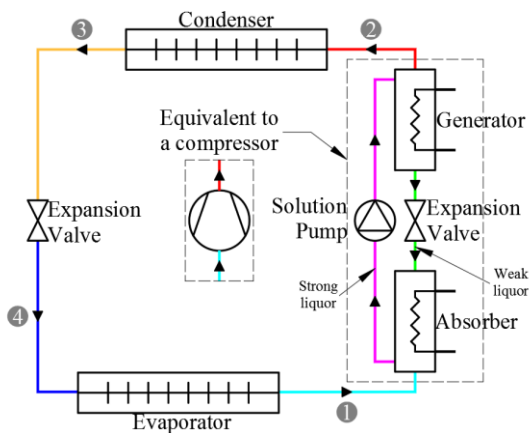 Condenser
3
2
Equivalent to
a compressor
Generator
Expansion
Valve
Solution
Pump
Expansion
Valve
Strong
liquor
Weak
liquor
4
Absorber
Evaporator
1